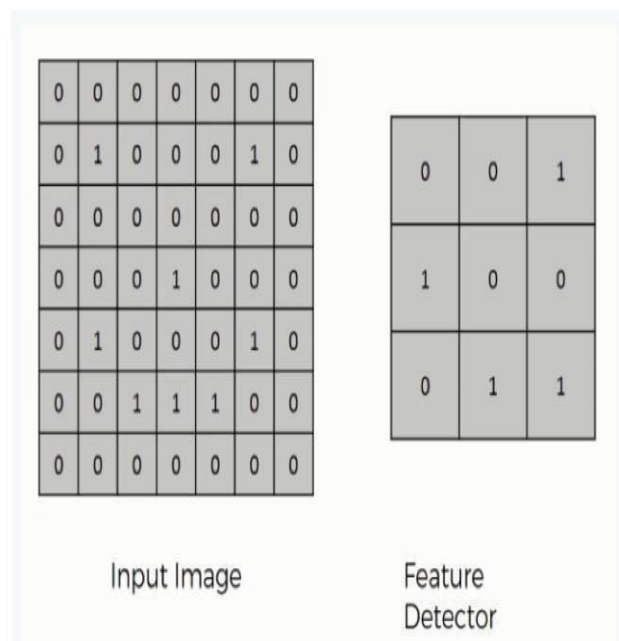 0 0 0 0 0 0 0
0 1 0 0 0 1 0
0 0 0 0 0 0 0
0 0 0 1 0 0 0
0 1 0 0 0 1 0
0 0 1 1 1 0 0
0 0 0 0 0 0 0
Input Image
0 0 1
1 0 0
0 1 1
Feature
Detector